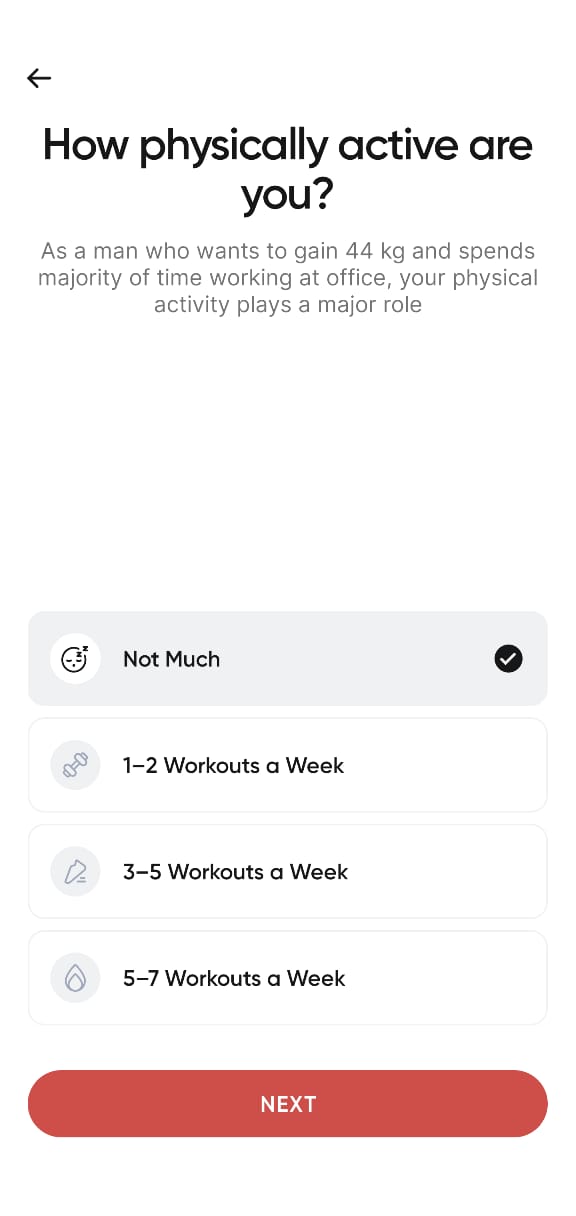 How physically active are
you?
As a man who wants to gain 44 kg and spends
majority of time working at office, your physical
activity plays a major role
Not Much
1–2 Workouts a Week
3–5 Workouts a Week
5–7 Workouts a Week
NEXT